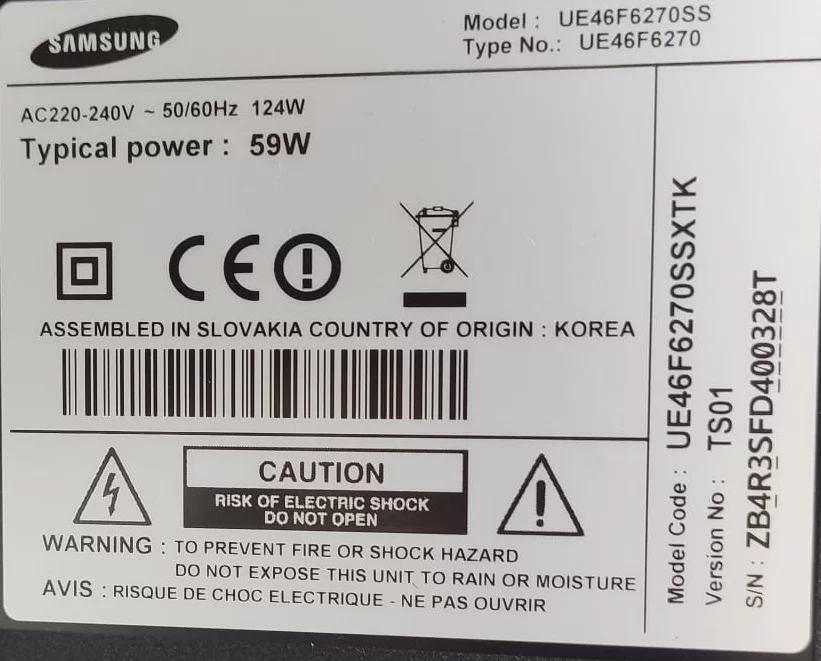 SAMSUNG
Model : UE46F6270SS
Type No.: UE46F6270
AC220-240V ~ 50/60Hz 124W
Typical power : 59W
CE
ASSEMBLED IN SLOVAKIA COUNTRY OF ORIGIN : KOREA
CAUTION
RISK OF ELECTRIC SHOCK
DO NOT OPEN
WARNING : TO PREVENT FIRE OR SHOCK HAZARD
DO NOT EXPOSE THIS UNIT TO RAIN OR MOISTURE
AVIS : RISQUE DE CHOC ELECTRIQUE - NE PAS OUVRIR
Model Code : UE46F6270SSXTK
Version No : TS01
S/N : ZB4R3SFD400328T